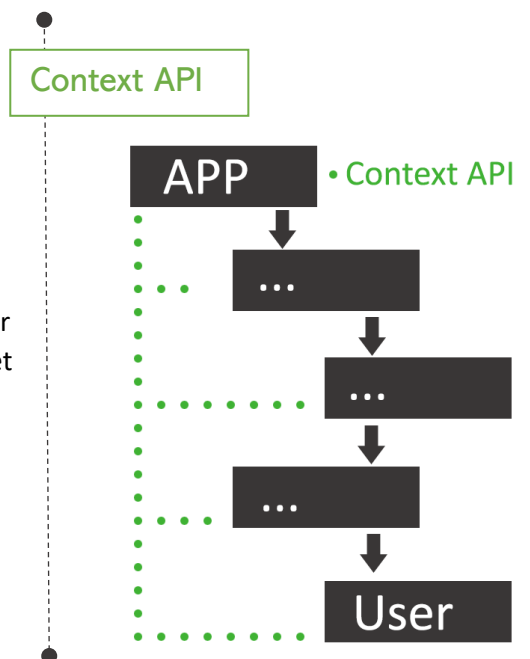 Context API
APP
• Context API
...
r
...
t
...
User